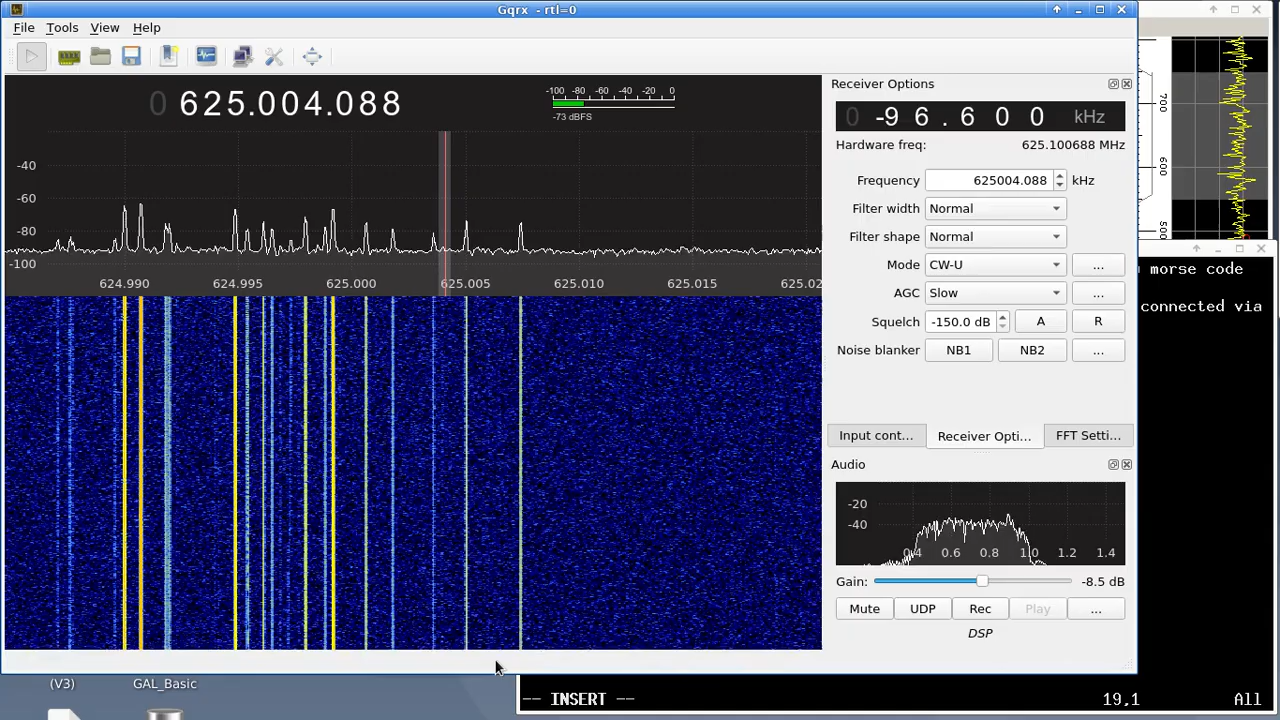 Gqrx - rtl=0
File Tools View Help
0 625.004.088
-100 -80 -60 -40 -20 0
-73 dBFS
-40
-60
-80
-100
624.990 624.995 625.000 625.005 625.010 625.015 625.02
Receiver Options
0 -96.600 kHz
Hardware freq: 625.100688 MHz
Frequency 625004.088 kHz
Filter width Normal
Filter shape Normal
Mode CW-U ...
AGC Slow ...
Squelch -150.0 dB A R
Noise blanker NB1 NB2 ...
Input cont... Receiver Opti... FFT Setti...
Audio
-20
-40
0.4 0.6 0.8 1.0 1.2 1.4
Gain: -8.5 dB
Mute UDP Rec Play ...
DSP
700
600
morse code
connected via
-- INSERT -- 19,1 All
(V3) GAL_Basic